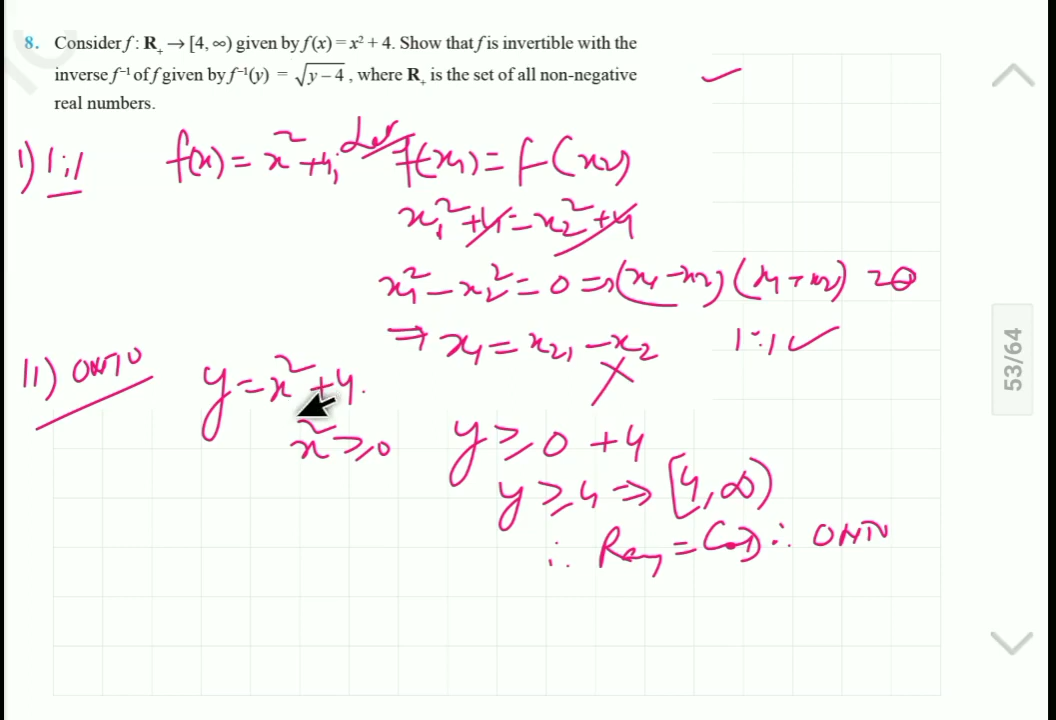 8. Consider f : R₊ → [4, ∞) given by f(x) = x² + 4. Show that f is invertible with the
inverse f⁻¹ of f given by f⁻¹(y) = √(y – 4), where R₊ is the set of all non-negative
real numbers.
1) 1:1 f(x) = x² + 4, Let f(x₁) = f(x₂)
x₁² + 4 = x₂² + 4
x₁² – x₂² = 0 ⇒ (x₁ – x₂) (x₁ + x₂) = 0
⇒ x₁ = x₂, –x₂ 1:1 ✓
11) ONTO y = x² + 4.
x² ≥ 0 y ≥ 0 + 4
y ≥ 4 ⇒ [4, ∞)
∴ Ran = CoD ∴ ONTO
53/64